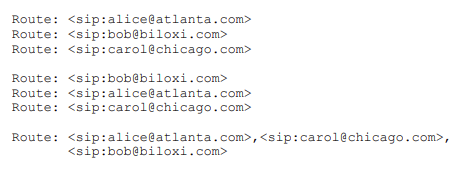 Route: <sip:alice@atlanta.com>
Route: <sip:bob@biloxi.com>
Route: <sip:carol@chicago.com>
Route: <sip:bob@biloxi.com>
Route: <sip:alice@atlanta.com>
Route: <sip:carol@chicago.com>
Route: <sip:alice@atlanta.com>,<sip:carol@chicago.com>,
<sip:bob@biloxi.com>